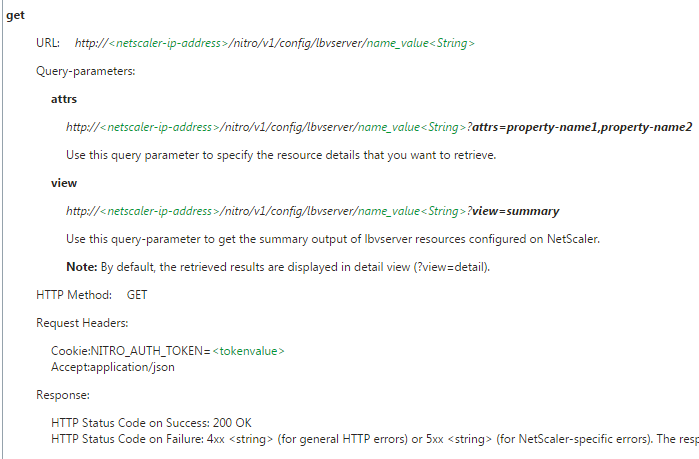 get
URL: http://<netscaler-ip-address>/nitro/v1/config/lbvserver/name_value<String>
Query-parameters:
attrs
http://<netscaler-ip-address>/nitro/v1/config/lbvserver/name_value<String>?attrs=property-name1,property-name2
Use this query parameter to specify the resource details that you want to retrieve.
view
http://<netscaler-ip-address>/nitro/v1/config/lbvserver/name_value<String>?view=summary
Use this query-parameter to get the summary output of lbvserver resources configured on NetScaler.
Note: By default, the retrieved results are displayed in detail view (?view=detail).
HTTP Method: GET
Request Headers:
Cookie:NITRO_AUTH_TOKEN=<tokenvalue>
Accept:application/json
Response:
HTTP Status Code on Success: 200 OK
HTTP Status Code on Failure: 4xx <string> (for general HTTP errors) or 5xx <string> (for NetScaler-specific errors). The resp